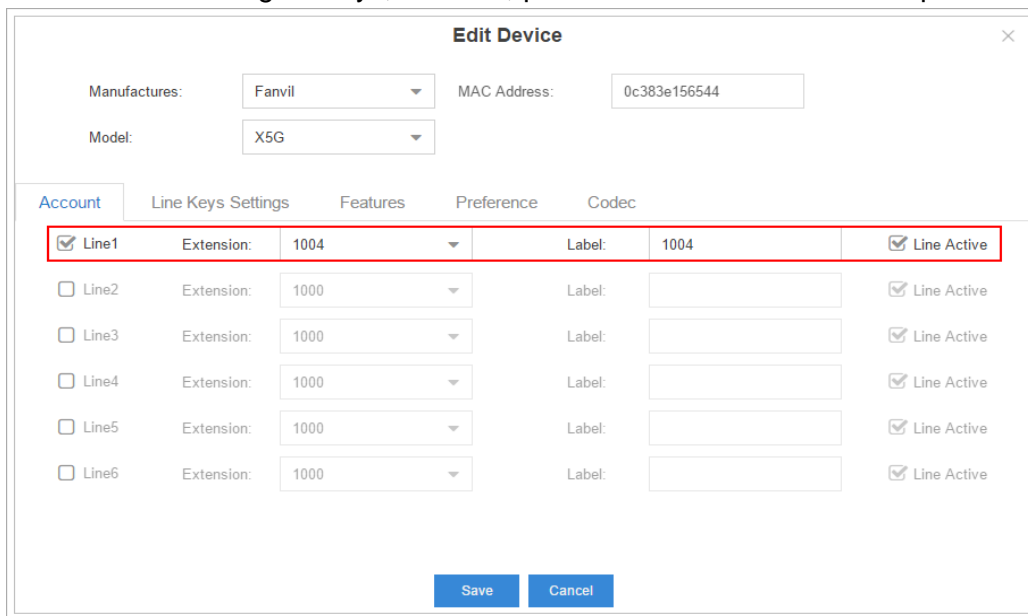 Edit Device
Manufactures: Fanvil MAC Address: 0c383e156544
Model: X5G
Account Line Keys Settings Features Preference Codec
Line1 Extension: 1004 Label: 1004 Line Active
Line2 Extension: 1000 Label: Line Active
Line3 Extension: 1000 Label: Line Active
Line4 Extension: 1000 Label: Line Active
Line5 Extension: 1000 Label: Line Active
Line6 Extension: 1000 Label: Line Active
Save Cancel